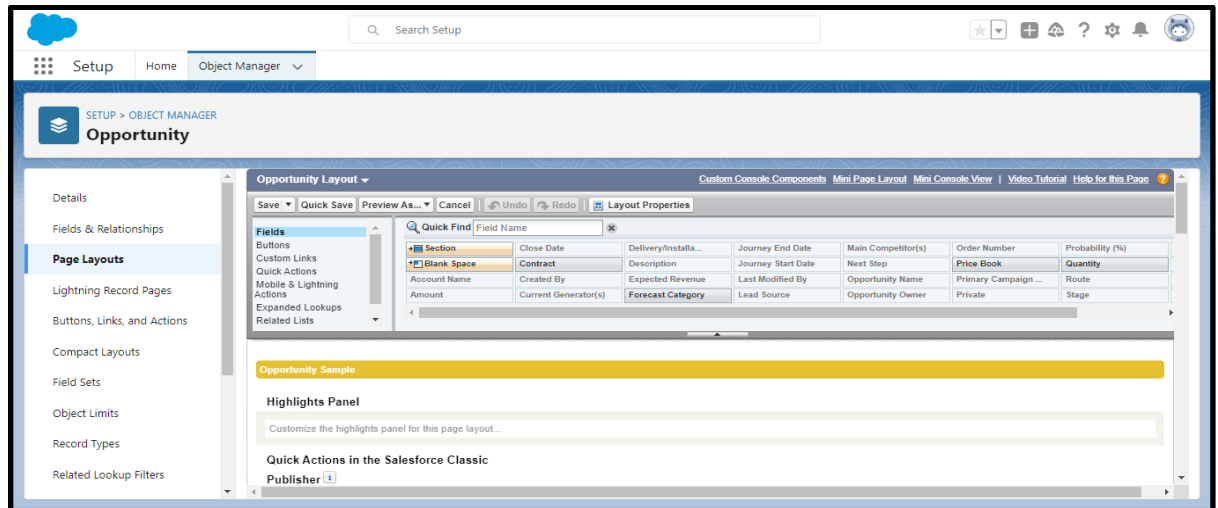 Search Setup
Setup Home Object Manager
SETUP > OBJECT MANAGER
Opportunity
Details
Fields & Relationships
Page Layouts
Lightning Record Pages
Buttons, Links, and Actions
Compact Layouts
Field Sets
Object Limits
Record Types
Related Lookup Filters
Opportunity Layout Custom Console Components Mini Page Layout Mini Console View | Video Tutorial Help for this Page ?
Save Quick Save Preview As... Cancel Undo Redo Layout Properties
Fields
Buttons
Custom Links
Quick Actions
Mobile & Lightning
Actions
Expanded Lookups
Related Lists
Quick Find Field Name
Section Close Date Delivery/Installa... Journey End Date Main Competitor(s) Order Number Probability (%)
Blank Space Contract Description Journey Start Date Next Step Price Book Quantity
Account Name Created By Expected Revenue Last Modified By Opportunity Name Primary Campaign ... Route
Amount Current Generator(s) Forecast Category Lead Source Opportunity Owner Private Stage
Opportunity Sample
Highlights Panel
Customize the highlights panel for this page layout...
Quick Actions in the Salesforce Classic
Publisher i